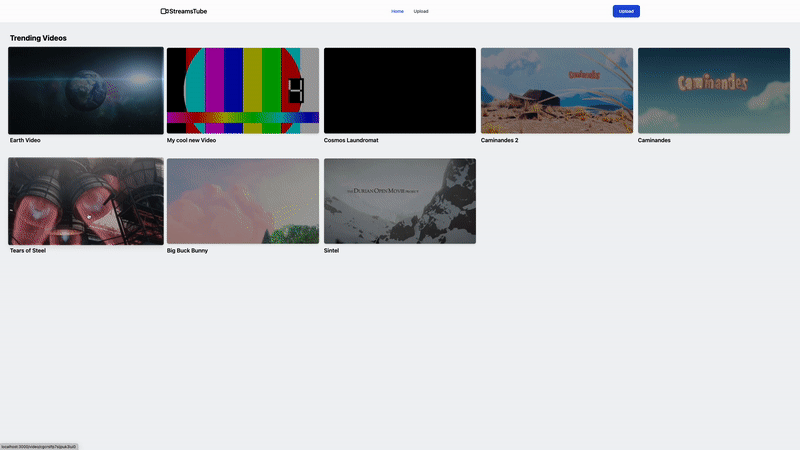 StreamsTube
Home
Upload
Upload
Trending Videos
4
Caminandes
Caminandes
Earth Video
My cool new Video
Cosmos Laundromat
Caminandes 2
Caminandes
THE DURIAN OPEN MOVIE PROJECT
Tears of Steel
Big Buck Bunny
Sintel